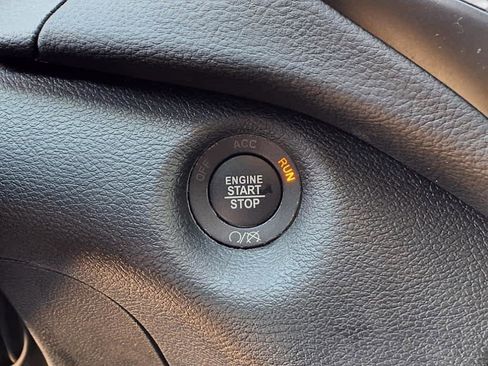 OFF ACC RUN
ENGINE
START
STOP